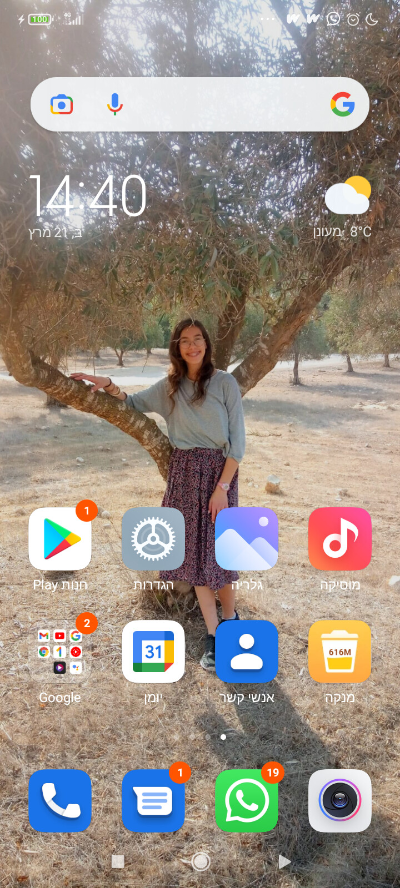 100
14:40
ב׳, 21 מרץ
מעונן 8°C
1
חנות Play
הגדרות
גלריה
מוסיקה
2
31
616M
Google
יומן
אנשי קשר
מנקה
1
19